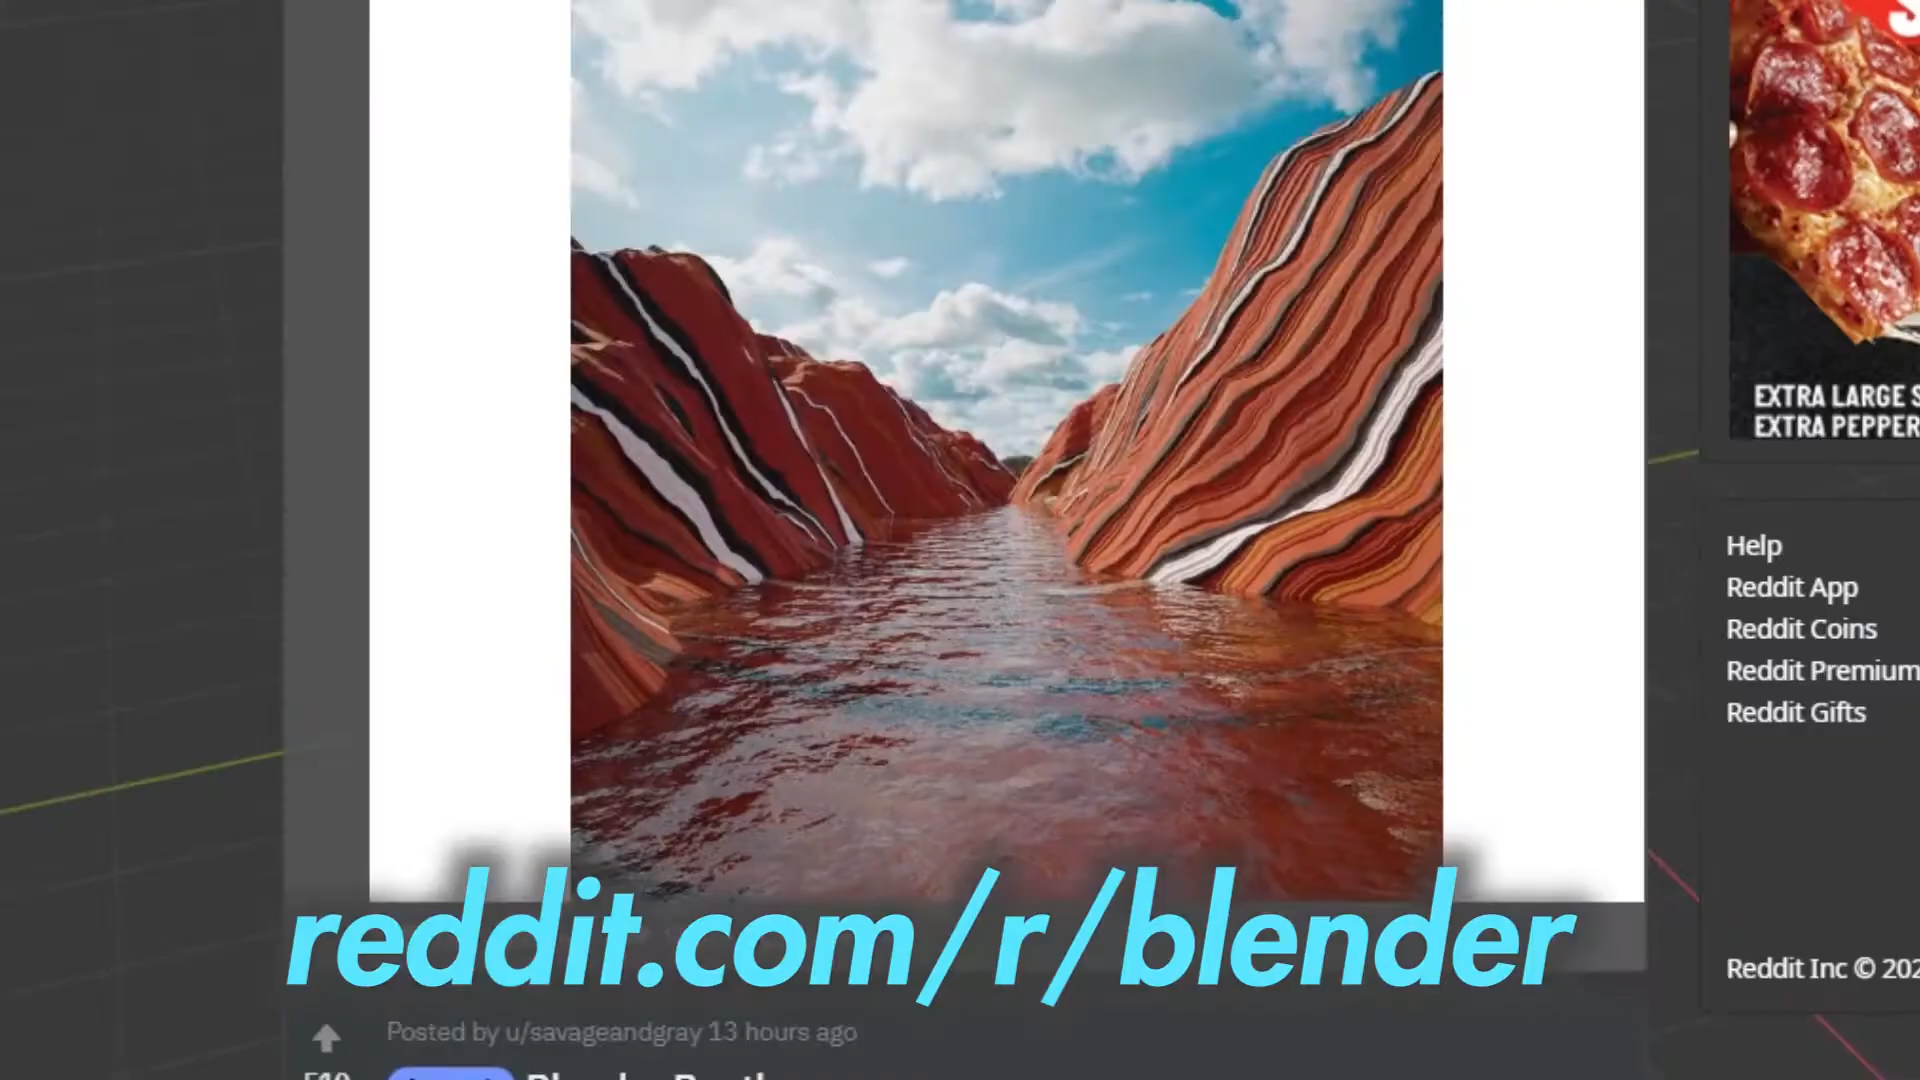 EXTRA LARGE
EXTRA PEPPER
Help
Reddit App
Reddit Coins
Reddit Premium
Reddit Gifts
reddit.com/r/blender
Reddit Inc © 202
Posted by u/savageandgray 13 hours ago